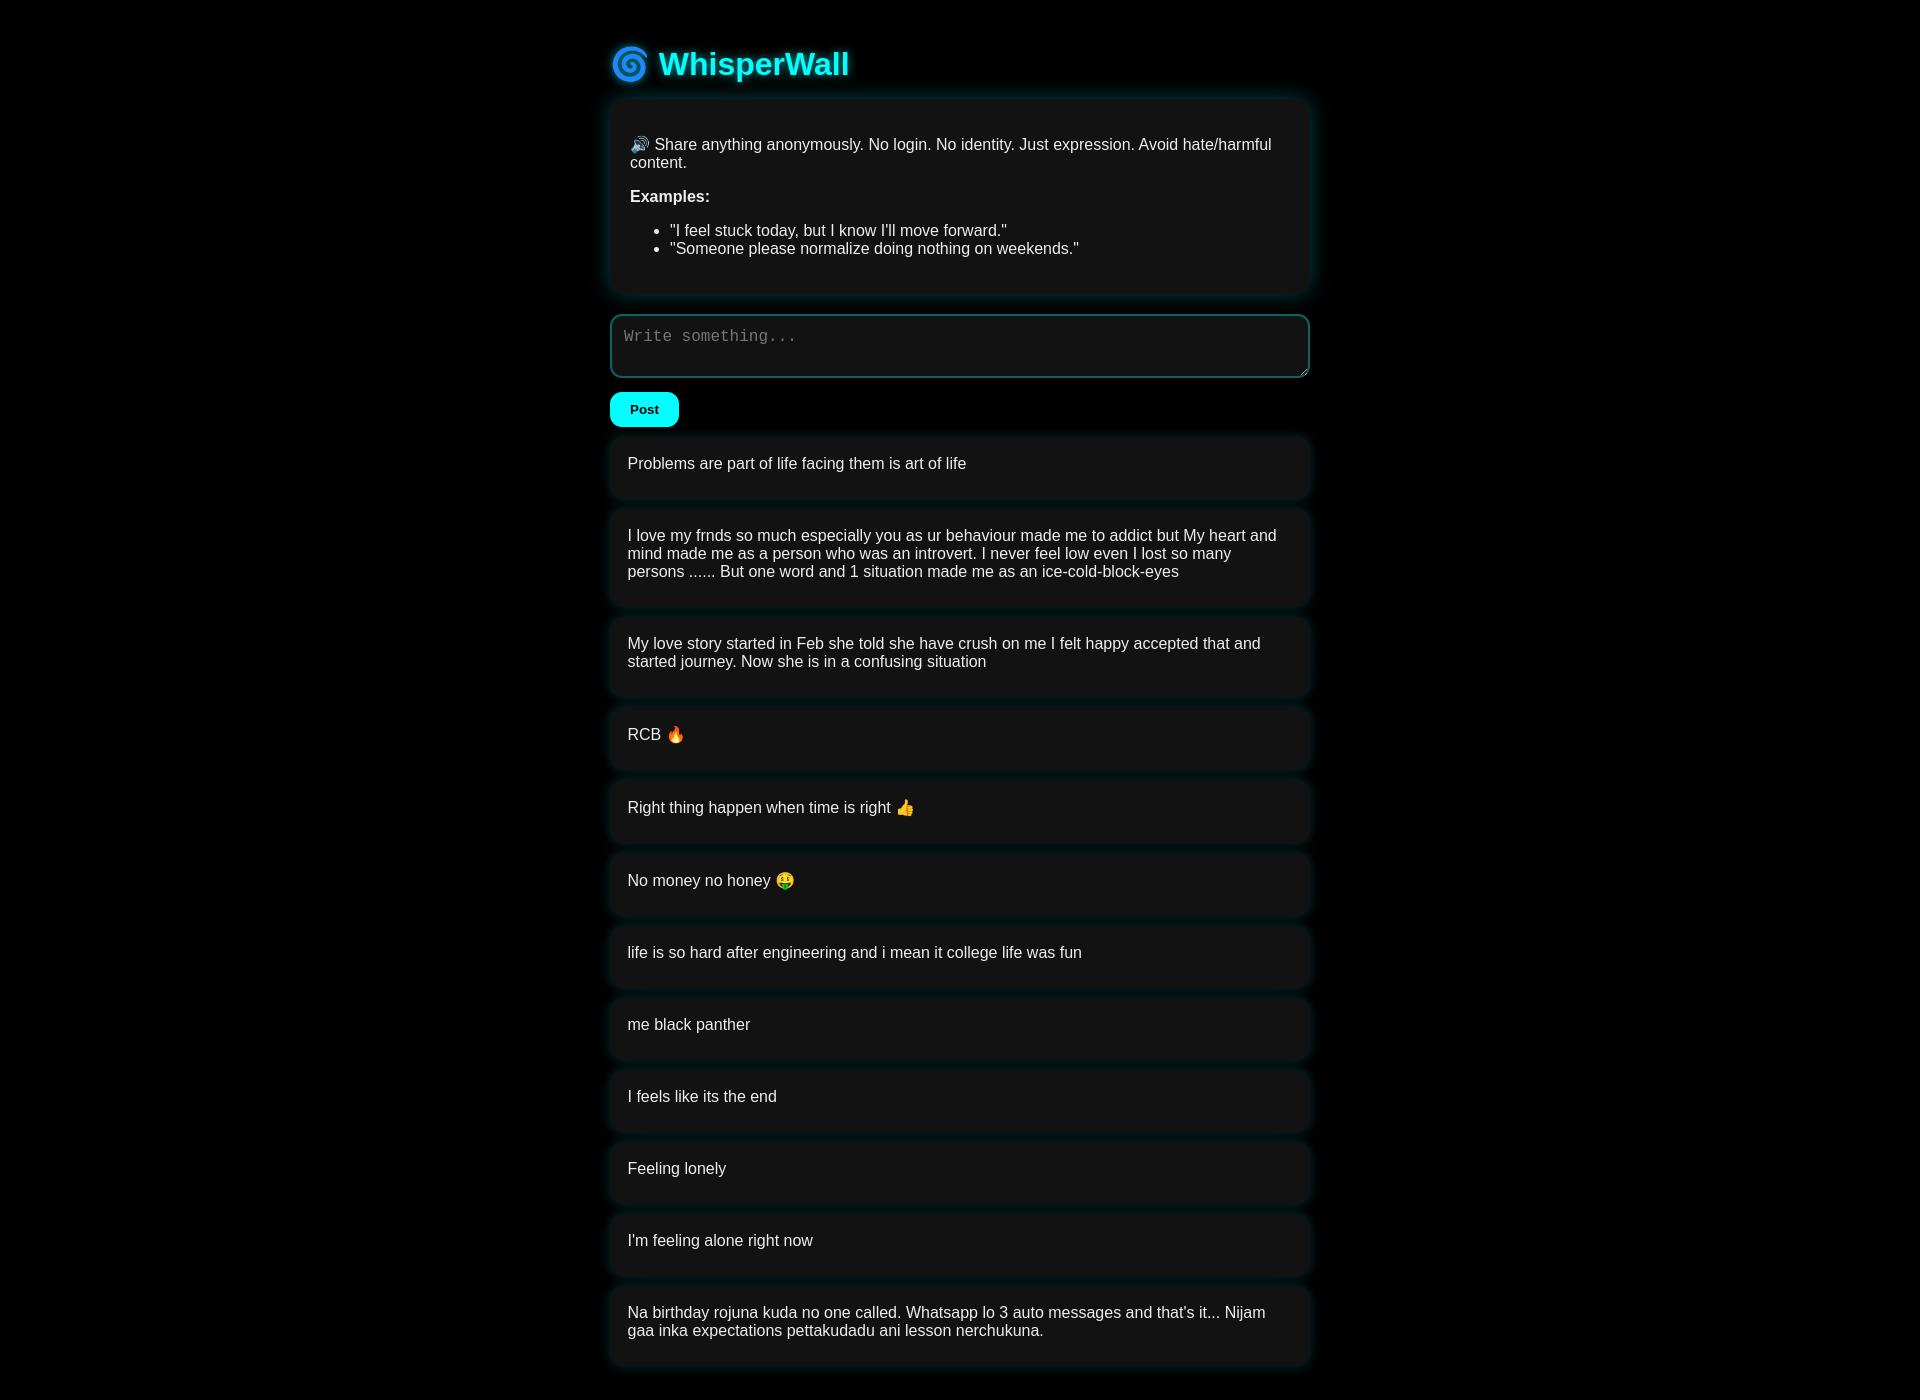 🌀 WhisperWall
🔊 Share anything anonymously. No login. No identity. Just expression. Avoid hate/harmful
content.
Examples:
• "I feel stuck today, but I know I'll move forward."
• "Someone please normalize doing nothing on weekends."
Write something...
Post
Problems are part of life facing them is art of life
I love my frnds so much especially you as ur behaviour made me to addict but My heart and
mind made me as a person who was an introvert. I never feel low even I lost so many
persons ...... But one word and 1 situation made me as an ice-cold-block-eyes
My love story started in Feb she told she have crush on me I felt happy accepted that and
started journey. Now she is in a confusing situation
RCB 🔥
Right thing happen when time is right 👍
No money no honey 🤑
life is so hard after engineering and i mean it college life was fun
me black panther
I feels like its the end
Feeling lonely
I'm feeling alone right now
Na birthday rojuna kuda no one called. Whatsapp lo 3 auto messages and that's it... Nijam
gaa inka expectations pettakudadu ani lesson nerchukuna.